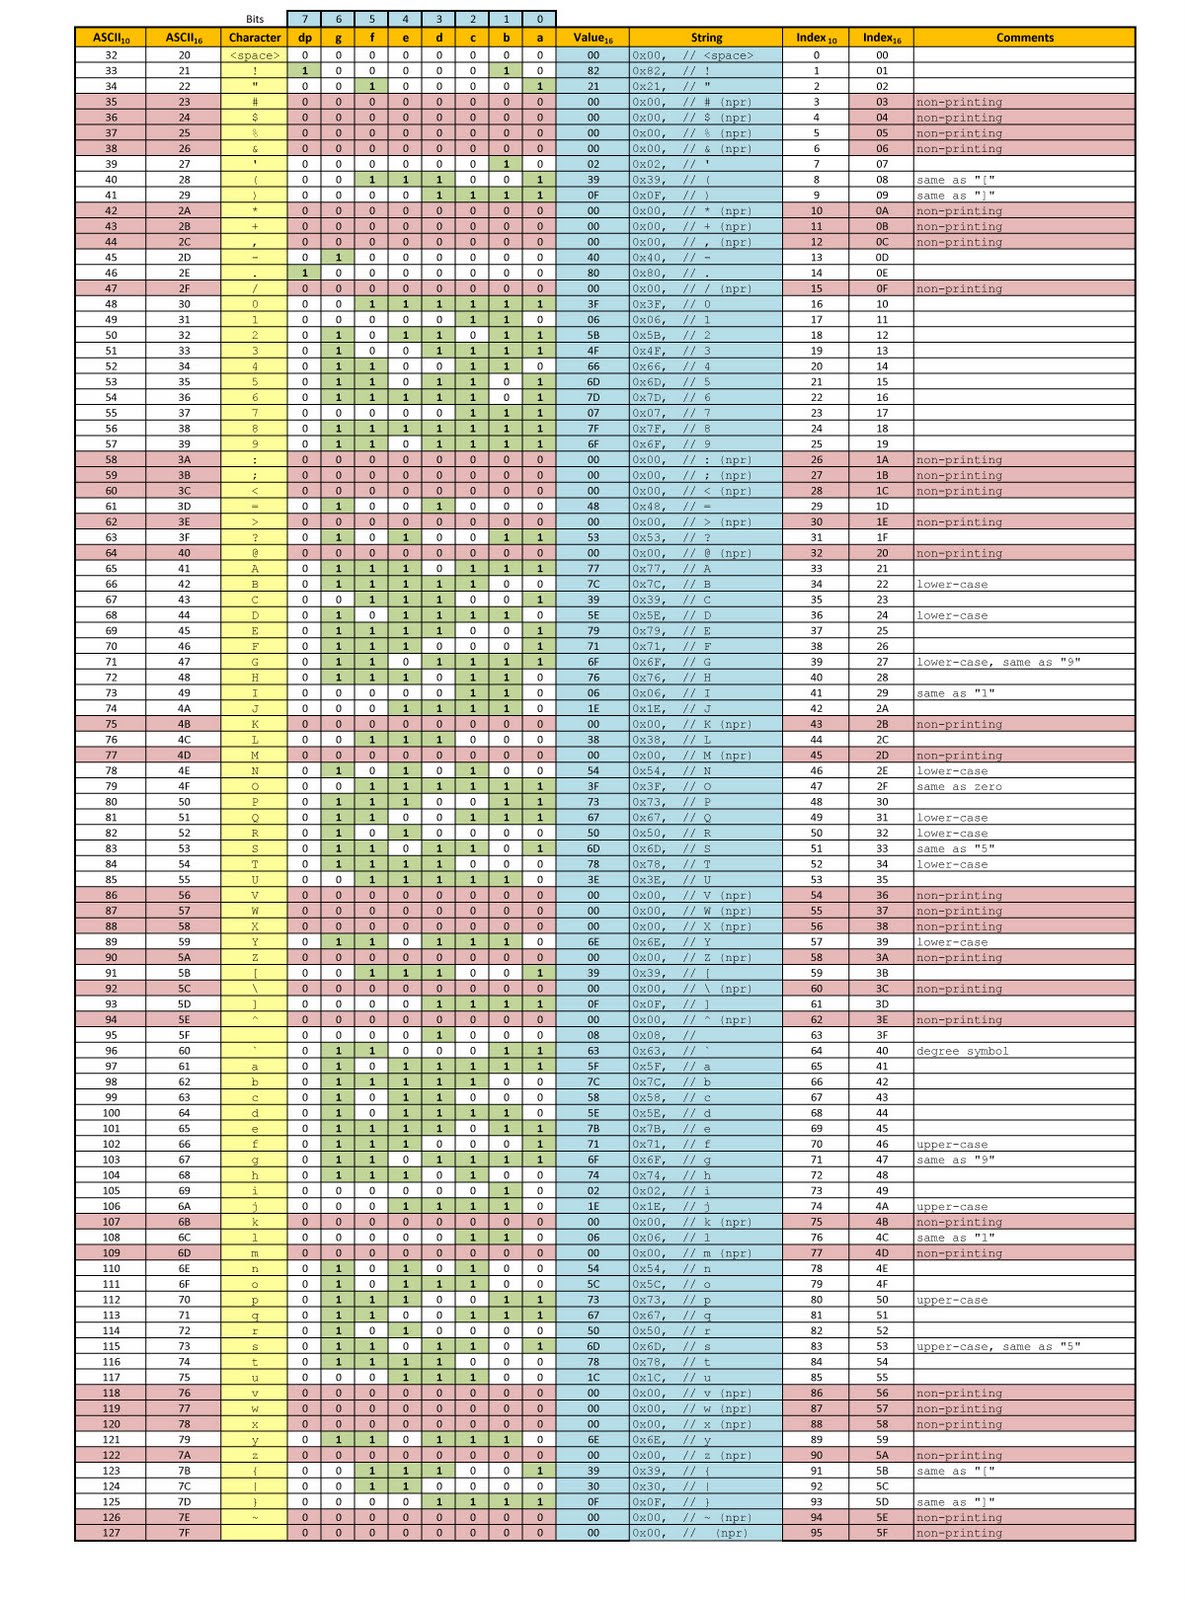 Bits 7 6 5 4 3 2 1 0
ASCII10 ASCII16 Character dp g f e d c b a Value16 String Index10 Index16 Comments
32 20 <space> 0 0 0 0 0 0 0 0 00 0x00, // <space> 0 00
33 21 ! 1 0 0 0 0 0 1 0 82 0x82, // ! 1 01
34 22 " 0 0 1 0 0 0 0 1 21 0x21, // " 2 02
35 23 # 0 0 0 0 0 0 0 0 00 0x00, // # (npr) 3 03 non-printing
36 24 $ 0 0 0 0 0 0 0 0 00 0x00, // $ (npr) 4 04 non-printing
37 25 % 0 0 0 0 0 0 0 0 00 0x00, // % (npr) 5 05 non-printing
38 26 & 0 0 0 0 0 0 0 0 00 0x00, // & (npr) 6 06 non-printing
39 27 ' 0 0 0 0 0 0 1 0 02 0x02, // ' 7 07
40 28 ( 0 0 1 1 1 0 0 1 39 0x39, // ( 8 08 same as "["
41 29 ) 0 0 0 0 1 1 1 1 0F 0x0F, // ) 9 09 same as "]"
42 2A * 0 0 0 0 0 0 0 0 00 0x00, // * (npr) 10 0A non-printing
43 2B + 0 0 0 0 0 0 0 0 00 0x00, // + (npr) 11 0B non-printing
44 2C , 0 0 0 0 0 0 0 0 00 0x00, // , (npr) 12 0C non-printing
45 2D - 0 1 0 0 0 0 0 0 40 0x40, // - 13 0D
46 2E . 1 0 0 0 0 0 0 0 80 0x80, // . 14 0E
47 2F / 0 0 0 0 0 0 0 0 00 0x00, // / (npr) 15 0F non-printing
48 30 0 0 0 1 1 1 1 1 1 3F 0x3F, // 0 16 10
49 31 1 0 0 0 0 0 1 1 0 06 0x06, // 1 17 11
50 32 2 0 1 0 1 1 0 1 1 5B 0x5B, // 2 18 12
51 33 3 0 1 0 0 1 1 1 1 4F 0x4F, // 3 19 13
52 34 4 0 1 1 0 0 1 1 0 66 0x66, // 4 20 14
53 35 5 0 1 1 0 1 1 0 1 6D 0x6D, // 5 21 15
54 36 6 0 1 1 1 1 1 0 1 7D 0x7D, // 6 22 16
55 37 7 0 0 0 0 0 1 1 1 07 0x07, // 7 23 17
56 38 8 0 1 1 1 1 1 1 1 7F 0x7F, // 8 24 18
57 39 9 0 1 1 0 1 1 1 1 6F 0x6F, // 9 25 19
58 3A : 0 0 0 0 0 0 0 0 00 0x00, // : (npr) 26 1A non-printing
59 3B ; 0 0 0 0 0 0 0 0 00 0x00, // ; (npr) 27 1B non-printing
60 3C < 0 0 0 0 0 0 0 0 00 0x00, // < (npr) 28 1C non-printing
61 3D = 0 1 0 0 1 0 0 0 48 0x48, // = 29 1D
62 3E > 0 0 0 0 0 0 0 0 00 0x00, // > (npr) 30 1E non-printing
63 3F ? 0 1 0 1 0 0 1 1 53 0x53, // ? 31 1F
64 40 @ 0 0 0 0 0 0 0 0 00 0x00, // @ (npr) 32 20 non-printing
65 41 A 0 1 1 1 0 1 1 1 77 0x77, // A 33 21
66 42 B 0 1 1 1 1 1 0 0 7C 0x7C, // B 34 22 lower-case
67 43 C 0 0 1 1 1 0 0 1 39 0x39, // C 35 23
68 44 D 0 1 0 1 1 1 1 0 5E 0x5E, // D 36 24 lower-case
69 45 E 0 1 1 1 1 0 0 1 79 0x79, // E 37 25
70 46 F 0 1 1 1 0 0 0 1 71 0x71, // F 38 26
71 47 G 0 1 1 0 1 1 1 1 6F 0x6F, // G 39 27 lower-case, same as "9"
72 48 H 0 1 1 1 0 1 1 0 76 0x76, // H 40 28
73 49 I 0 0 0 0 0 1 1 0 06 0x06, // I 41 29 same as "1"
74 4A J 0 0 0 1 1 1 1 0 1E 0x1E, // J 42 2A
75 4B K 0 0 0 0 0 0 0 0 00 0x00, // K (npr) 43 2B non-printing
76 4C L 0 0 1 1 1 0 0 0 38 0x38, // L 44 2C
77 4D M 0 0 0 0 0 0 0 0 00 0x00, // M (npr) 45 2D non-printing
78 4E N 0 1 0 1 0 1 0 0 54 0x54, // N 46 2E lower-case
79 4F O 0 0 1 1 1 1 1 1 3F 0x3F, // O 47 2F same as zero
80 50 P 0 1 1 1 0 0 1 1 73 0x73, // P 48 30
81 51 Q 0 1 1 0 0 1 1 1 67 0x67, // Q 49 31 lower-case
82 52 R 0 1 0 1 0 0 0 0 50 0x50, // R 50 32 lower-case
83 53 S 0 1 1 0 1 1 0 1 6D 0x6D, // S 51 33 same as "5"
84 54 T 0 1 1 1 1 0 0 0 78 0x78, // T 52 34 lower-case
85 55 U 0 0 1 1 1 1 1 0 3E 0x3E, // U 53 35
86 56 V 0 0 0 0 0 0 0 0 00 0x00, // V (npr) 54 36 non-printing
87 57 W 0 0 0 0 0 0 0 0 00 0x00, // W (npr) 55 37 non-printing
88 58 X 0 0 0 0 0 0 0 0 00 0x00, // X (npr) 56 38 non-printing
89 59 Y 0 1 1 0 1 1 1 0 6E 0x6E, // Y 57 39 lower-case
90 5A Z 0 0 0 0 0 0 0 0 00 0x00, // Z (npr) 58 3A non-printing
91 5B [ 0 0 1 1 1 0 0 1 39 0x39, // [ 59 3B
92 5C \ 0 0 0 0 0 0 0 0 00 0x00, // \ (npr) 60 3C non-printing
93 5D ] 0 0 0 0 1 1 1 1 0F 0x0F, // ] 61 3D
94 5E ^ 0 0 0 0 0 0 0 0 00 0x00, // ^ (npr) 62 3E non-printing
95 5F 0 0 0 0 1 0 0 0 08 0x08, // 63 3F
96 60 ` 0 1 1 0 0 0 1 1 63 0x63, // ` 64 40 degree symbol
97 61 a 0 1 0 1 1 1 1 1 5F 0x5F, // a 65 41
98 62 b 0 1 1 1 1 1 0 0 7C 0x7C, // b 66 42
99 63 c 0 1 0 1 1 0 0 0 58 0x58, // c 67 43
100 64 d 0 1 0 1 1 1 1 0 5E 0x5E, // d 68 44
101 65 e 0 1 1 1 1 0 1 1 7B 0x7B, // e 69 45
102 66 f 0 1 1 1 0 0 0 1 71 0x71, // f 70 46 upper-case
103 67 g 0 1 1 0 1 1 1 1 6F 0x6F, // g 71 47 same as "9"
104 68 h 0 1 1 1 0 1 0 0 74 0x74, // h 72 48
105 69 i 0 0 0 0 0 0 1 0 02 0x02, // i 73 49
106 6A j 0 0 0 1 1 1 1 0 1E 0x1E, // j 74 4A upper-case
107 6B k 0 0 0 0 0 0 0 0 00 0x00, // k (npr) 75 4B non-printing
108 6C l 0 0 0 0 0 1 1 0 06 0x06, // l 76 4C same as "1"
109 6D m 0 0 0 0 0 0 0 0 00 0x00, // m (npr) 77 4D non-printing
110 6E n 0 1 0 1 0 1 0 0 54 0x54, // n 78 4E
111 6F o 0 1 0 1 1 1 0 0 5C 0x5C, // o 79 4F
112 70 p 0 1 1 1 0 0 1 1 73 0x73, // p 80 50 upper-case
113 71 q 0 1 1 0 0 1 1 1 67 0x67, // q 81 51
114 72 r 0 1 0 1 0 0 0 0 50 0x50, // r 82 52
115 73 s 0 1 1 0 1 1 0 1 6D 0x6D, // s 83 53 upper-case, same as "5"
116 74 t 0 1 1 1 1 0 0 0 78 0x78, // t 84 54
117 75 u 0 0 0 1 1 1 0 0 1C 0x1C, // u 85 55
118 76 v 0 0 0 0 0 0 0 0 00 0x00, // v (npr) 86 56 non-printing
119 77 w 0 0 0 0 0 0 0 0 00 0x00, // w (npr) 87 57 non-printing
120 78 x 0 0 0 0 0 0 0 0 00 0x00, // x (npr) 88 58 non-printing
121 79 y 0 1 1 0 1 1 1 0 6E 0x6E, // y 89 59
122 7A z 0 0 0 0 0 0 0 0 00 0x00, // z (npr) 90 5A non-printing
123 7B { 0 0 1 1 1 0 0 1 39 0x39, // { 91 5B same as "["
124 7C | 0 0 1 1 0 0 0 0 30 0x30, // | 92 5C
125 7D } 0 0 0 0 1 1 1 1 0F 0x0F, // } 93 5D same as "]"
126 7E ~ 0 0 0 0 0 0 0 0 00 0x00, // ~ (npr) 94 5E non-printing
127 7F 0 0 0 0 0 0 0 0 00 0x00, // (npr) 95 5F non-printing